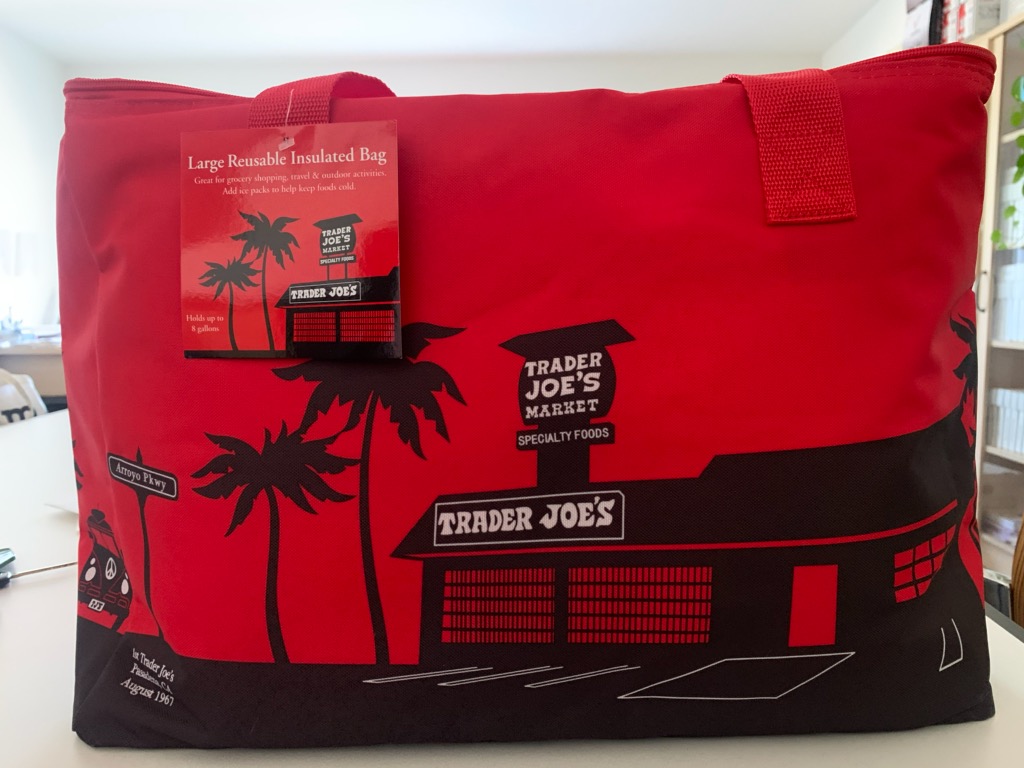 Large Reusable Insulated Bag
Great for grocery shopping, travel & outdoor activities.
Add ice packs to help keep foods cold.
TRADER
JOE'S
MARKET
SPECIALTY FOODS
TRADER JOE'S
Holds up to
8 gallons
TRADER
JOE'S
MARKET
SPECIALTY FOODS
TRADER JOE'S
Arroyo Pkwy
1st Trader Joe's
Pasadena, CA
August 1967